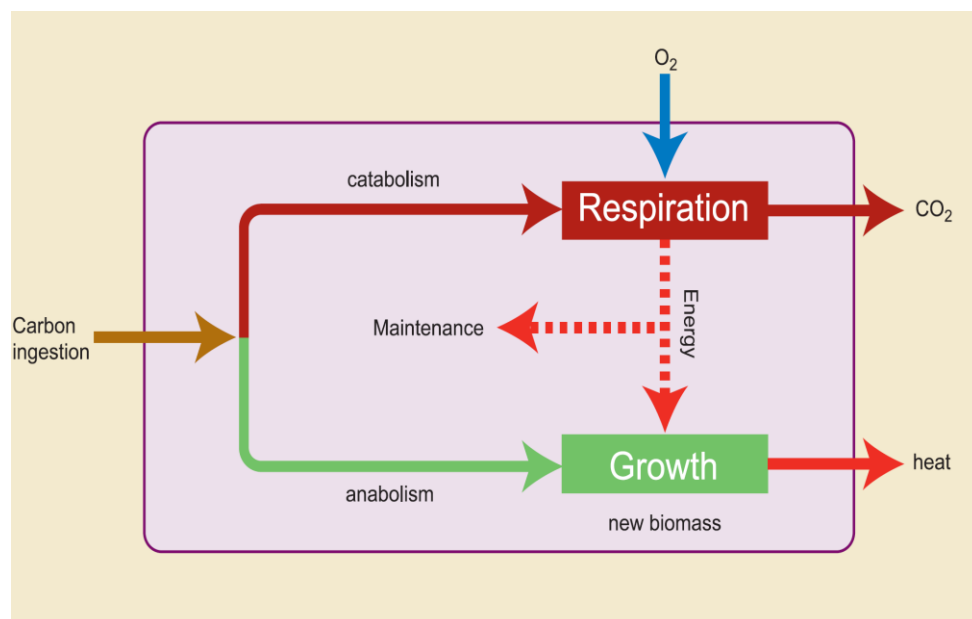 O₂
catabolism
Respiration
CO₂
Energy
Carbon
ingestion
Maintenance
Growth
heat
anabolism
new biomass